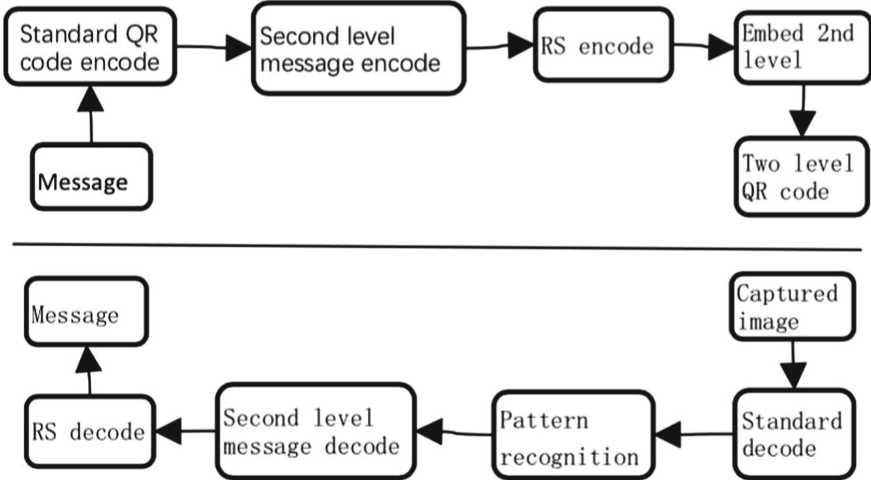 Standard QR
code encode
Second level
message encode
RS encode
Embed 2nd
level
Message
Two level
QR code
Message
Captured
image
RS decode
Second level
message decode
Pattern
recognition
Standard
decode